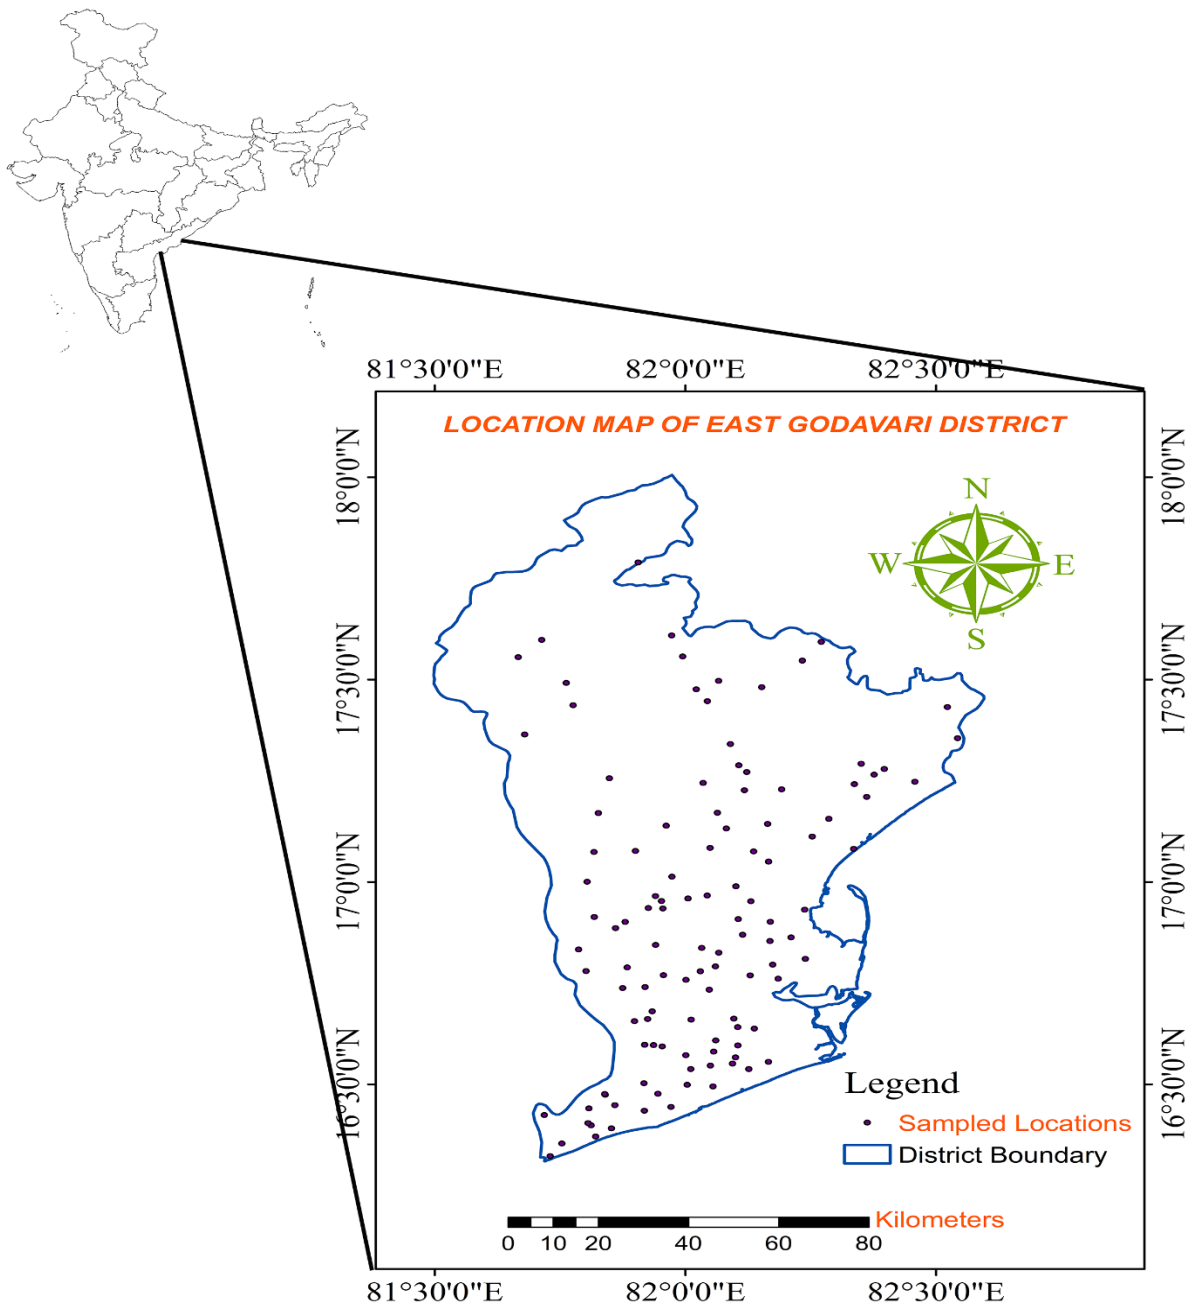 81°30'0"E 82°0'0"E 82°30'0"E
LOCATION MAP OF EAST GODAVARI DISTRICT
18°0'0"N
18°0'0"N
N
W
E
S
17°30'0"N
17°30'0"N
17°0'0"N
17°0'0"N
16°30'0"N
16°30'0"N
Legend
Sampled Locations
District Boundary
Kilometers
0 10 20 40 60 80
81°30'0"E 82°0'0"E 82°30'0"E